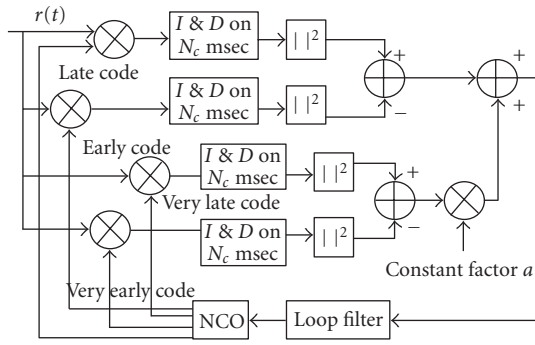 r(t)
I & D on
N_c msec
| |²
+
+
Late code
−
+
I & D on
N_c msec
| |²
Early code
I & D on
N_c msec
| |²
+
Very late code
−
I & D on
N_c msec
| |²
Constant factor a
Very early code
NCO
Loop filter